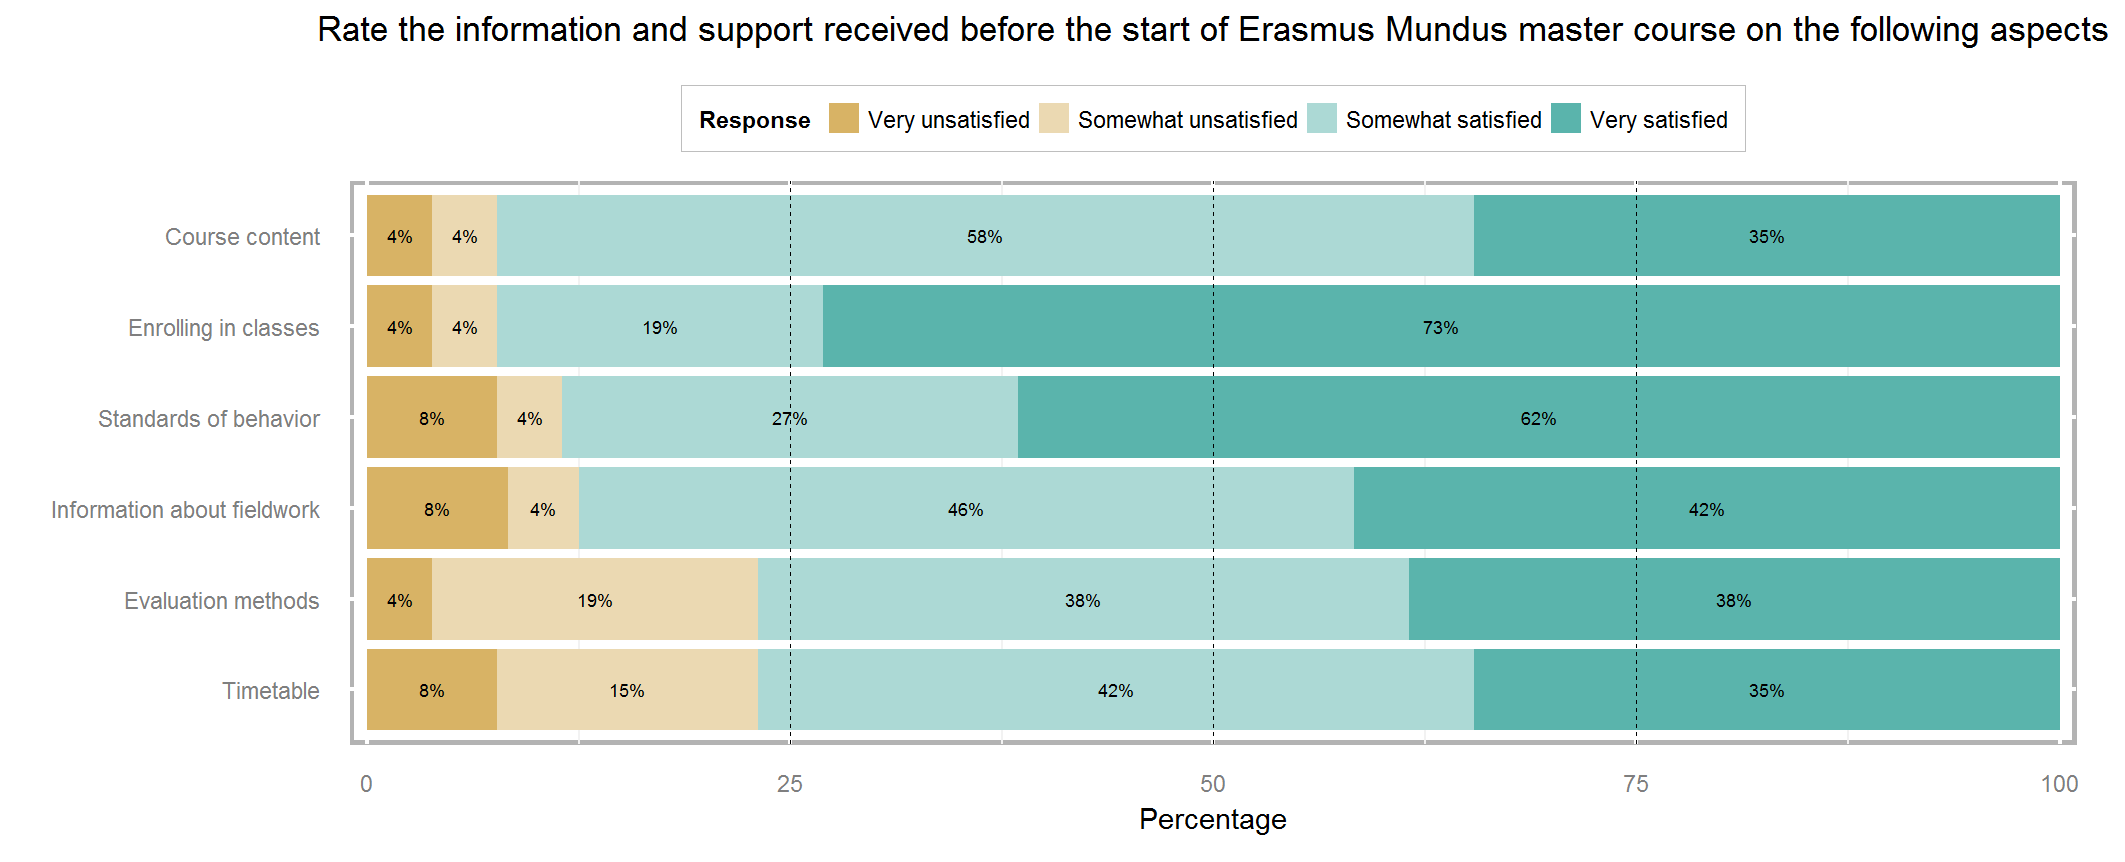 Rate the information and support received before the start of Erasmus Mundus master course on the following aspects
Response Very unsatisfied Somewhat unsatisfied Somewhat satisfied Very satisfied
Course content 4% 4% 58% 35%
Enrolling in classes 4% 4% 19% 73%
Standards of behavior 8% 4% 27% 62%
Information about fieldwork 8% 4% 46% 42%
Evaluation methods 4% 19% 38% 38%
Timetable 8% 15% 42% 35%
0 25 50 75 100
Percentage